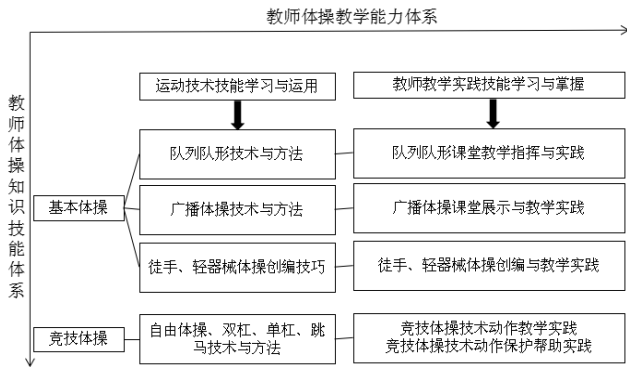 教师体操教学能力体系
教师体操知识技能体系
运动技术技能学习与运用
教师教学实践技能学习与掌握
队列队形技术与方法
队列队形课堂教学指挥与实践
基本体操
广播体操技术与方法
广播体操课堂展示与教学实践
徒手、轻器械体操创编技巧
徒手、轻器械体操创编与教学实践
竞技体操
自由体操、双杠、单杠、跳
马技术与方法
竞技体操技术动作教学实践
竞技体操技术动作保护帮助实践